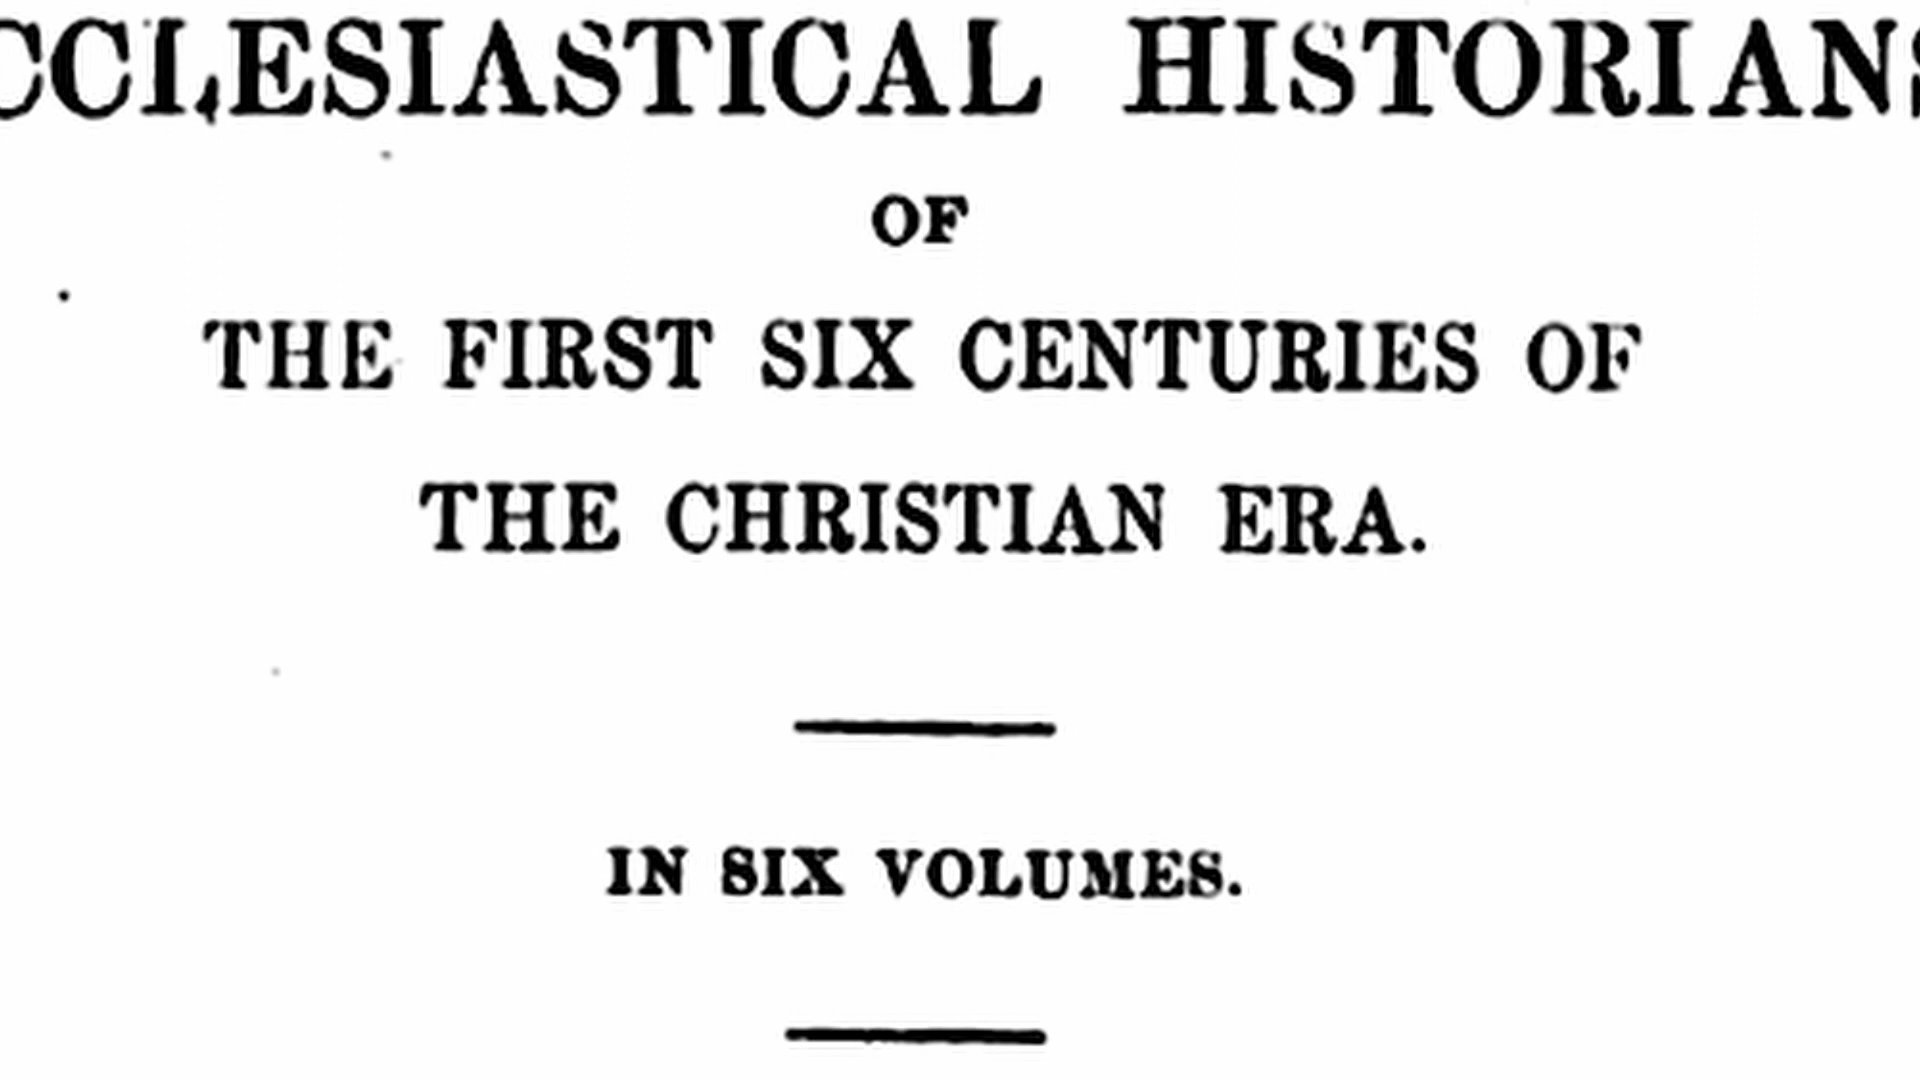 CCLESIASTICAL HISTORIANS
OF
THE FIRST SIX CENTURIES OF
THE CHRISTIAN ERA.
IN SIX VOLUMES.